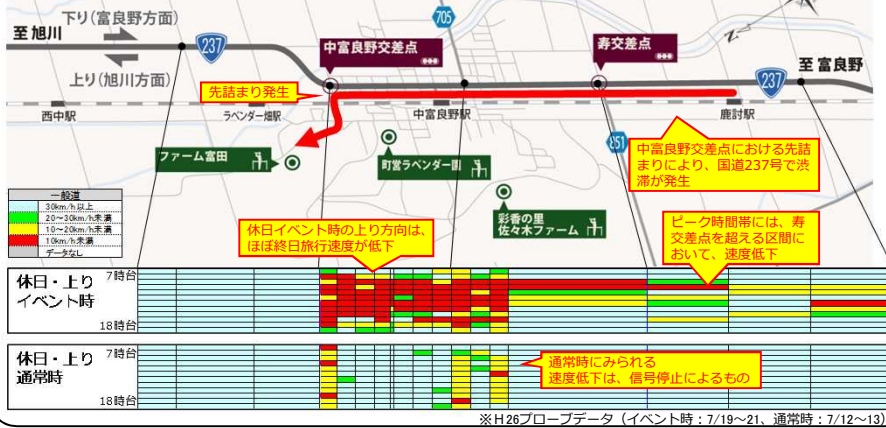 下り(富良野方面)
至 旭川
237
上り(旭川方面)
705
中富良野交差点
寿交差点
至 富良野
237
先詰まり発生
西中駅
ラベンダー畑駅
中富良野駅
鹿討駅
ファーム富田
町営ラベンダー園
851
中富良野交差点における先詰
まりにより、国道237号で渋
滞が発生
彩香の里
佐々木ファーム
一般道
30km/h以上
20~30km/h未満
10~20km/h未満
10km/h未満
データなし
休日イベント時の上り方向は、
ほぼ終日旅行速度が低下
ピーク時間帯には、寿
交差点を超える区間に
おいて、速度低下
休日・上り
イベント時
7時台
18時台
休日・上り
通常時
7時台
18時台
通常時にみられる
速度低下は、信号停止によるもの
※H26プローブデータ(イベント時:7/19~21、通常時:7/12~13)